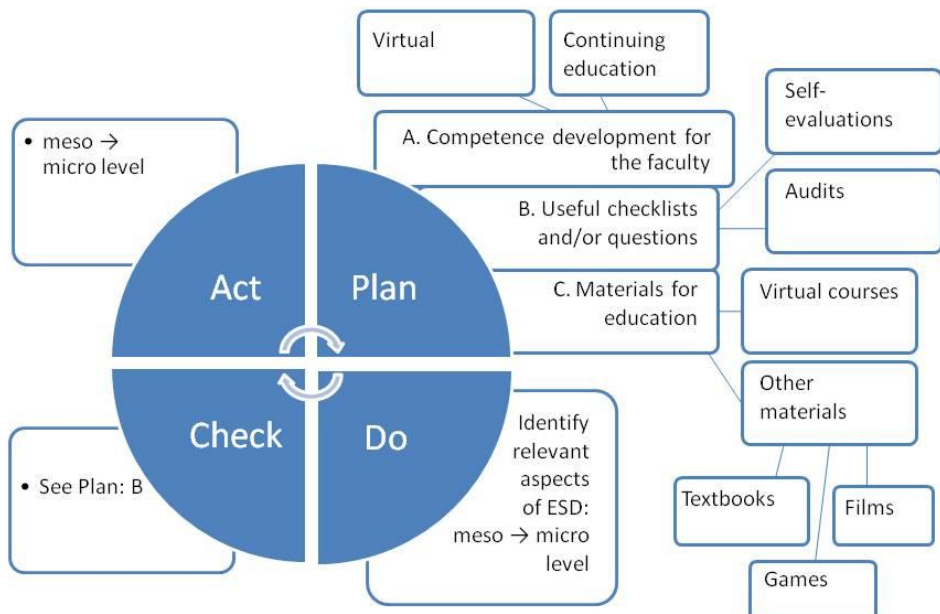 Virtual
Continuing
education
Self-
evaluations
• meso →
micro level
A. Competence development for
the faculty
Audits
B. Useful checklists
and/or questions
Act
Plan
C. Materials for
education
Virtual courses
Other
materials
Check
Do
Identify
relevant
aspects
of ESD:
meso → micro
level
• See Plan: B
Textbooks
Films
Games